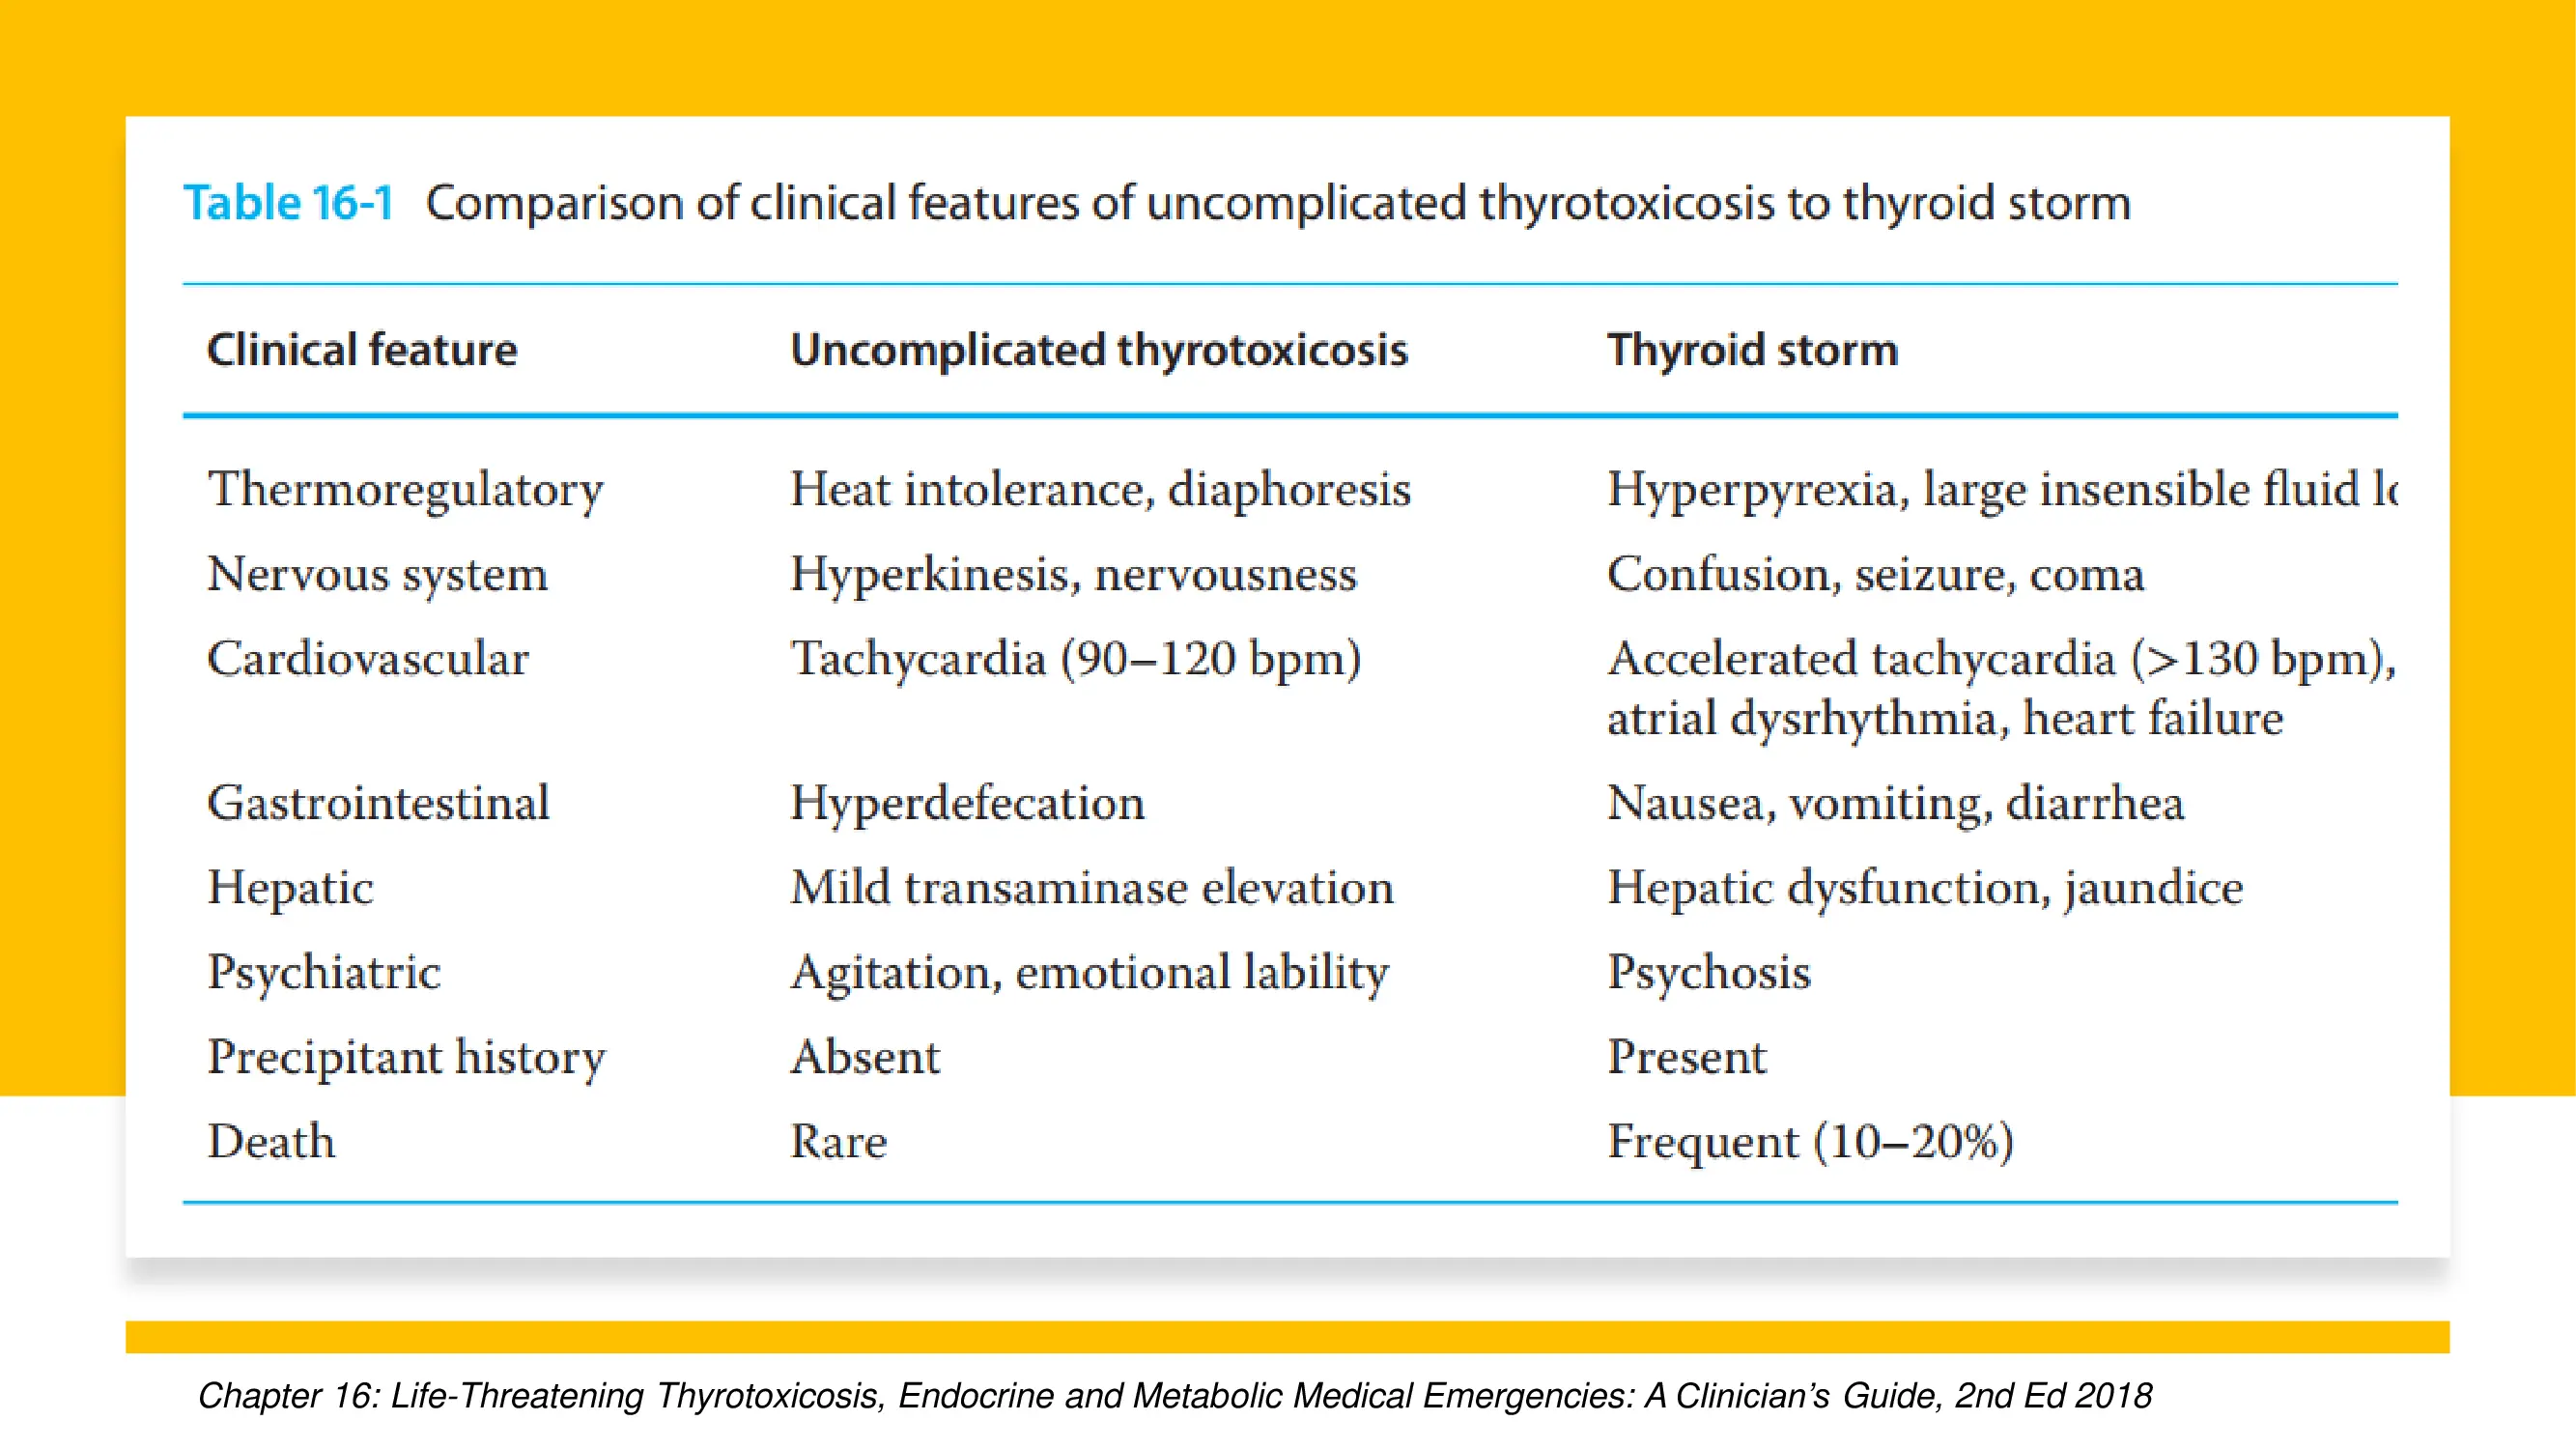 Table 16-1 Comparison of clinical features of uncomplicated thyrotoxicosis to thyroid storm
Clinical feature Uncomplicated thyrotoxicosis Thyroid storm
Thermoregulatory Heat intolerance, diaphoresis Hyperpyrexia, large insensible fluid
Nervous system Hyperkinesis, nervousness Confusion, seizure, coma
Cardiovascular Tachycardia (90–120 bpm) Accelerated tachycardia (>130 bpm),
atrial dysrhythmia, heart failure
Gastrointestinal Hyperdefecation Nausea, vomiting, diarrhea
Hepatic Mild transaminase elevation Hepatic dysfunction, jaundice
Psychiatric Agitation, emotional lability Psychosis
Precipitant history Absent Present
Death Rare Frequent (10–20%)
Chapter 16: Life-Threatening Thyrotoxicosis, Endocrine and Metabolic Medical Emergencies: A Clinician’s Guide, 2nd Ed 2018